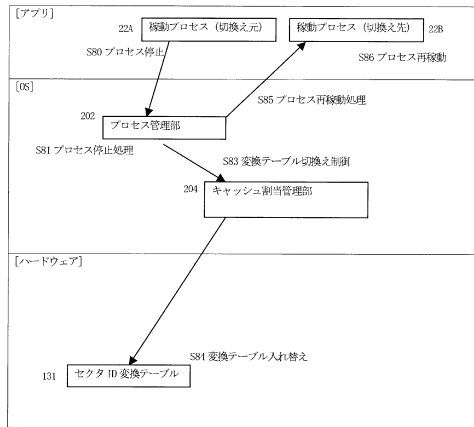 [アプリ]
22A 稼動プロセス (切換え元)
稼動プロセス (切換え先) 22B
S80 プロセス停止
S86 プロセス再稼動
[OS]
S85 プロセス再稼動処理
202
プロセス管理部
S81 プロセス停止処理
S83 変換テーブル切換え制御
204 キャッシュ割当管理部
[ハードウェア]
S84 変換テーブル入れ替え
131 セクタ ID 変換テーブル